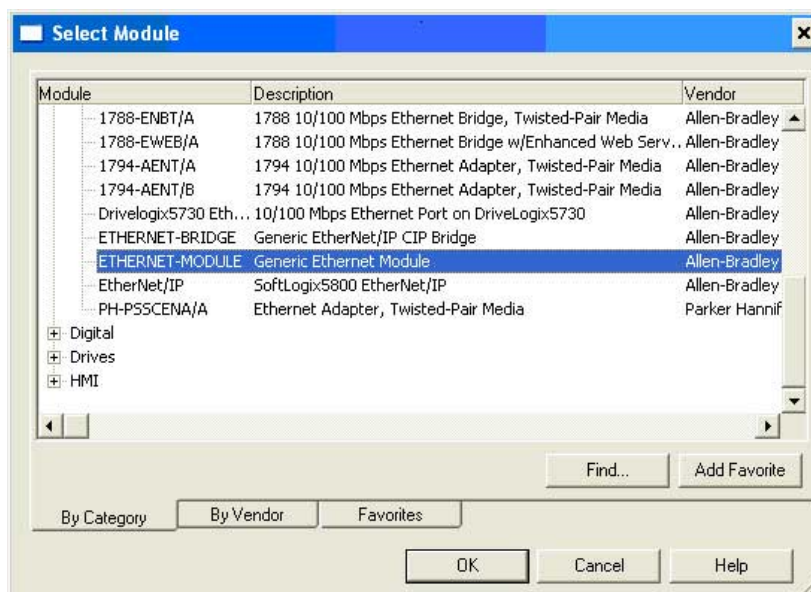 Select Module
Module Description Vendor
1788-ENBT/A 1788 10/100 Mbps Ethernet Bridge, Twisted-Pair Media Allen-Bradley
1788-EWEB/A 1788 10/100 Mbps Ethernet Bridge w/Enhanced Web Serv... Allen-Bradley
1794-AENT/A 1794 10/100 Mbps Ethernet Adapter, Twisted-Pair Media Allen-Bradley
1794-AENT/B 1794 10/100 Mbps Ethernet Adapter, Twisted-Pair Media Allen-Bradley
Drivelogix5730 Eth... 10/100 Mbps Ethernet Port on DriveLogix5730 Allen-Bradley
ETHERNET-BRIDGE Generic EtherNet/IP CIP Bridge Allen-Bradley
ETHERNET-MODULE Generic Ethernet Module Allen-Bradley
EtherNet/IP SoftLogix5800 EtherNet/IP Allen-Bradley
PH-PSSCENA/A Ethernet Adapter, Twisted-Pair Media Parker Hannif
Digital
Drives
HMI
Find... Add Favorite
By Category By Vendor Favorites
OK Cancel Help